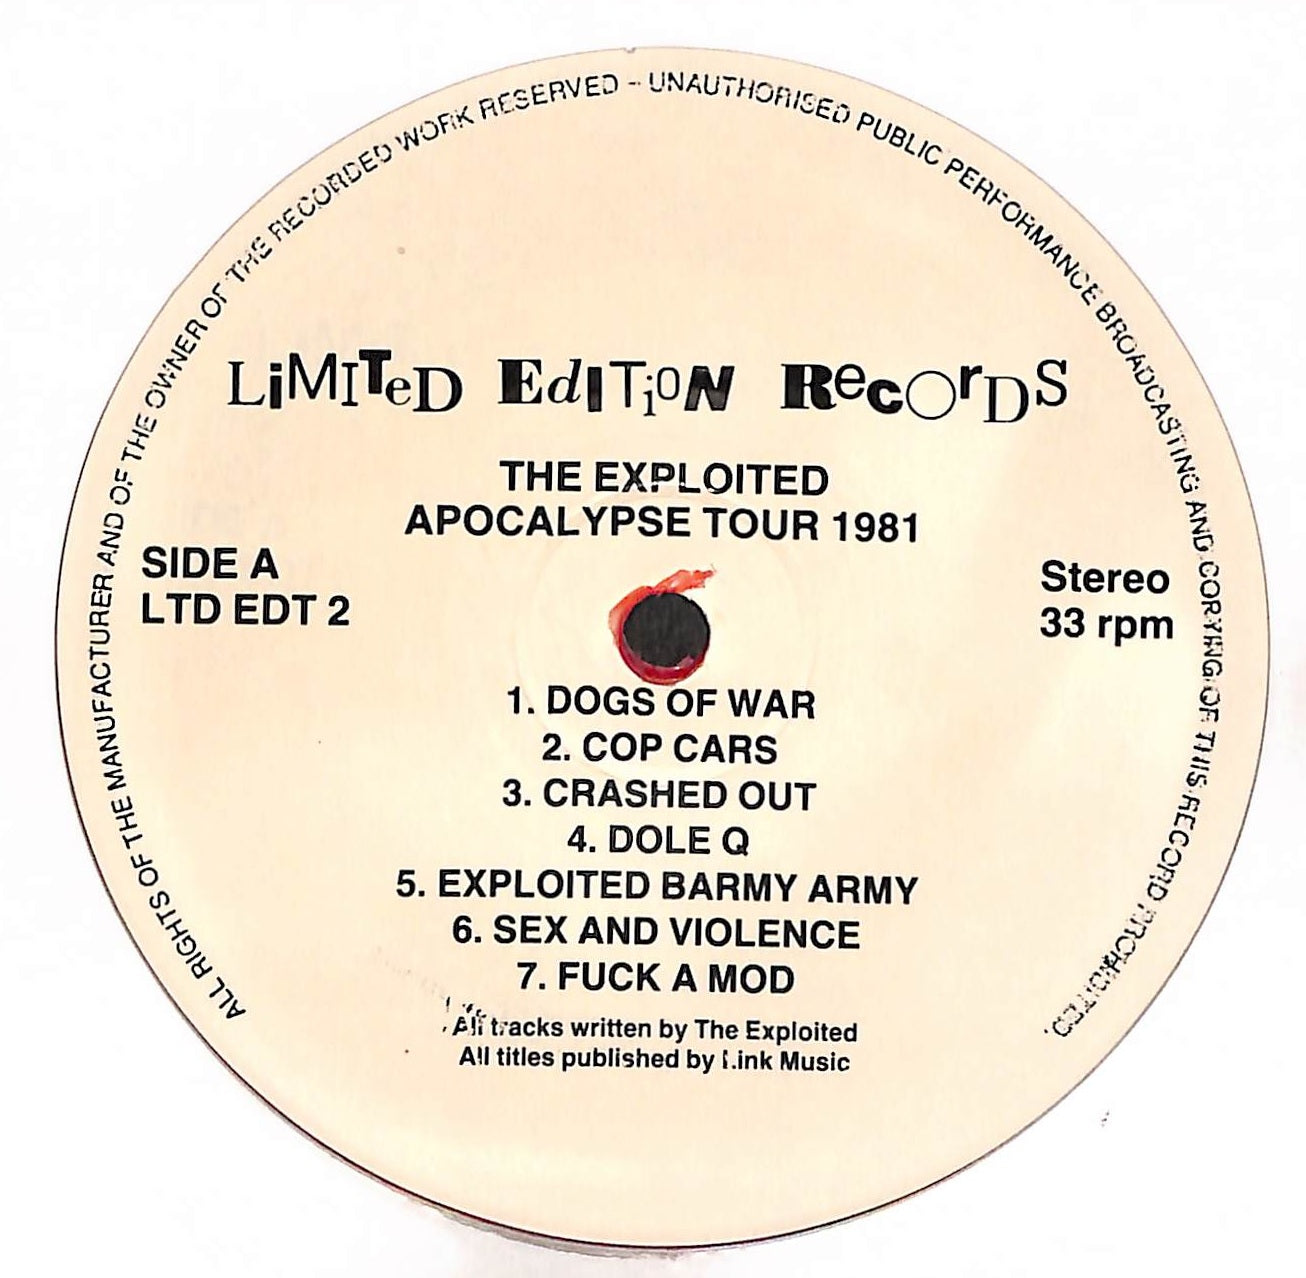 ALL RIGHTS OF THE MANUFACTURER AND OF THE OWNER OF THE RECORDED WORK RESERVED - UNAUTHORISED PUBLIC PERFORMANCE BROADCASTING AND COPYING OF THIS RECORD PROHIBITED.
LiMITeD EdITiON RecOrDS
THE EXPLOITED
APOCALYPSE TOUR 1981
SIDE A
LTD EDT 2
Stereo
33 rpm
1. DOGS OF WAR
2. COP CARS
3. CRASHED OUT
4. DOLE Q
5. EXPLOITED BARMY ARMY
6. SEX AND VIOLENCE
7. FUCK A MOD
All tracks written by The Exploited
All titles published by Link Music